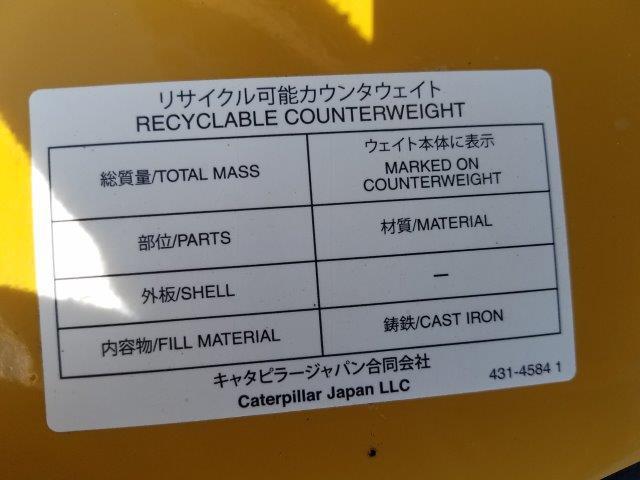 リサイクル可能カウンタウェイト
RECYCLABLE COUNTERWEIGHT
総質量/TOTAL MASS
ウェイト本体に表示
MARKED ON
COUNTERWEIGHT
部位/PARTS
材質/MATERIAL
外板/SHELL
—
内容物/FILL MATERIAL
鋳鉄/CAST IRON
キャタピラージャパン合同会社
Caterpillar Japan LLC
431-4584 1